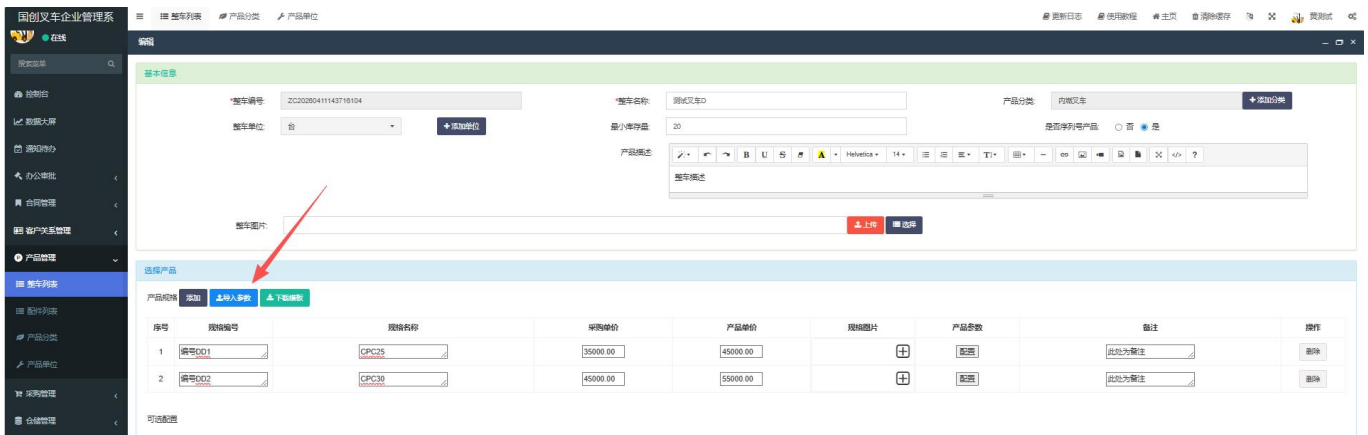 国创叉车企业管理系
整车列表 产品分类 产品单位 更新日志 使用教程 主页 清除缓存 黄测试
在线
编辑
搜索菜单
基本信息
控制台
数据大屏
通知待办
办公审批
合同管理
客户关系管理
产品管理
整车列表
配件列表
产品分类
产品单位
采购管理
仓储管理
*整车编号: ZC20260411143716104 *整车名称: 测试叉车D 产品分类: 内燃叉车 +添加分类
整车单位: 台 +添加单位 最小库存量: 20 是否序列号产品: 否 是
产品描述: B U S A Helvetica 14 T ?
整车描述
整车图片: 上传 选择
选择产品
产品规格 添加 导入参数 下载模板
序号 规格编号 规格名称 采购单价 产品单价 规格图片 产品参数 备注 操作
1 编号DD1 CPC25 35000.00 45000.00 配置 此处为备注 删除
2 编号DD2 CPC30 45000.00 55000.00 配置 此处为备注 删除
可选配置